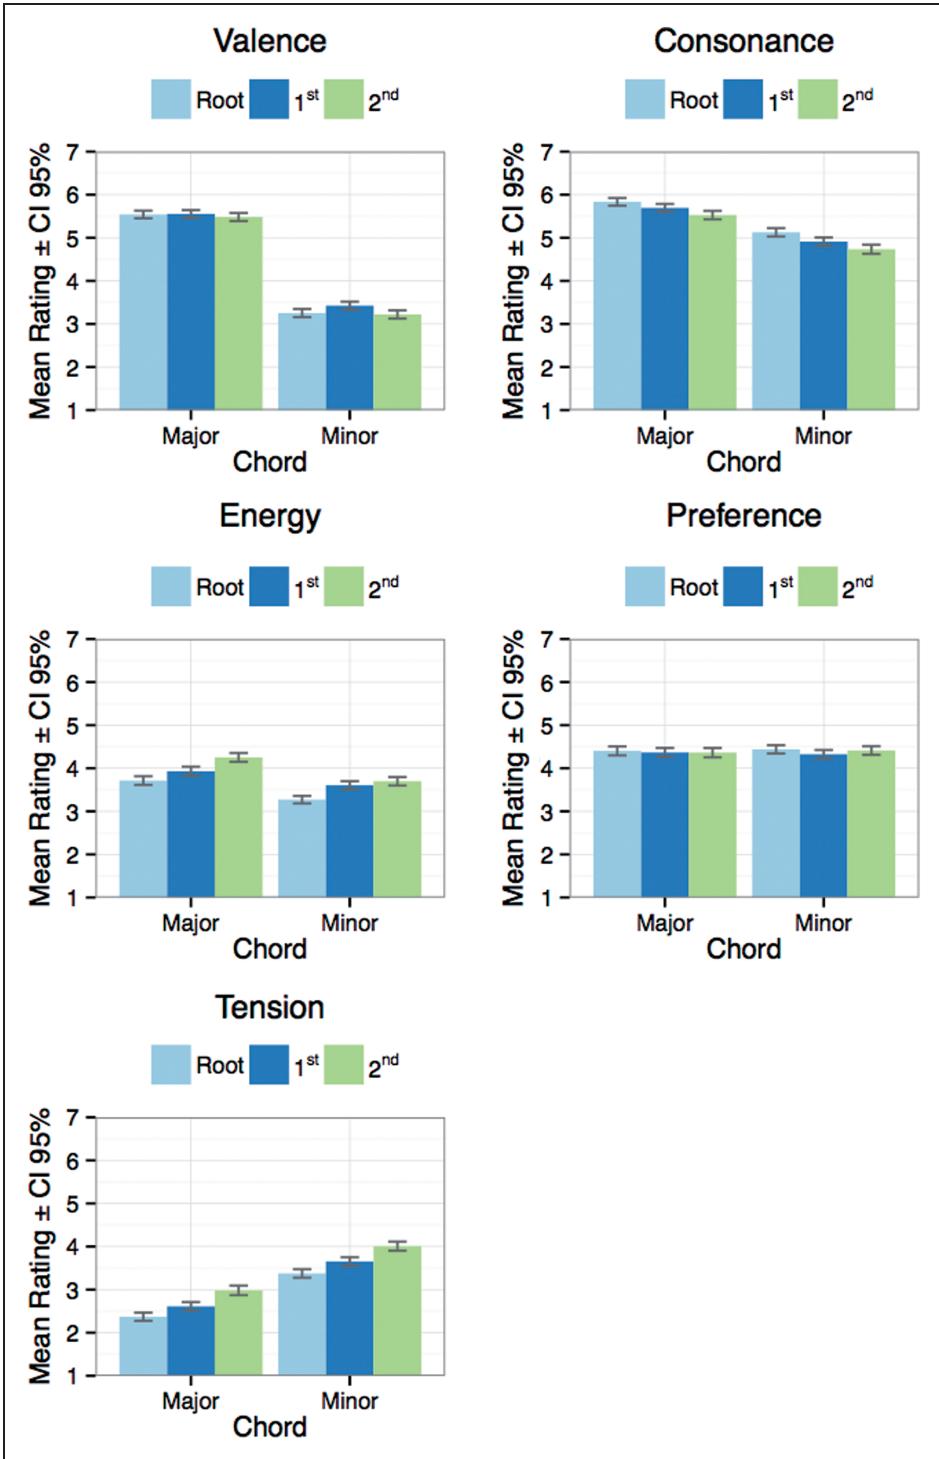 Valence
Root 1st 2nd
Mean Rating ± CI 95%
7
6
5
4
3
2
1
Major Minor
Chord
Consonance
Root 1st 2nd
Mean Rating ± CI 95%
7
6
5
4
3
2
1
Major Minor
Chord
Energy
Root 1st 2nd
Mean Rating ± CI 95%
7
6
5
4
3
2
1
Major Minor
Chord
Preference
Root 1st 2nd
Mean Rating ± CI 95%
7
6
5
4
3
2
1
Major Minor
Chord
Tension
Root 1st 2nd
Mean Rating ± CI 95%
7
6
5
4
3
2
1
Major Minor
Chord